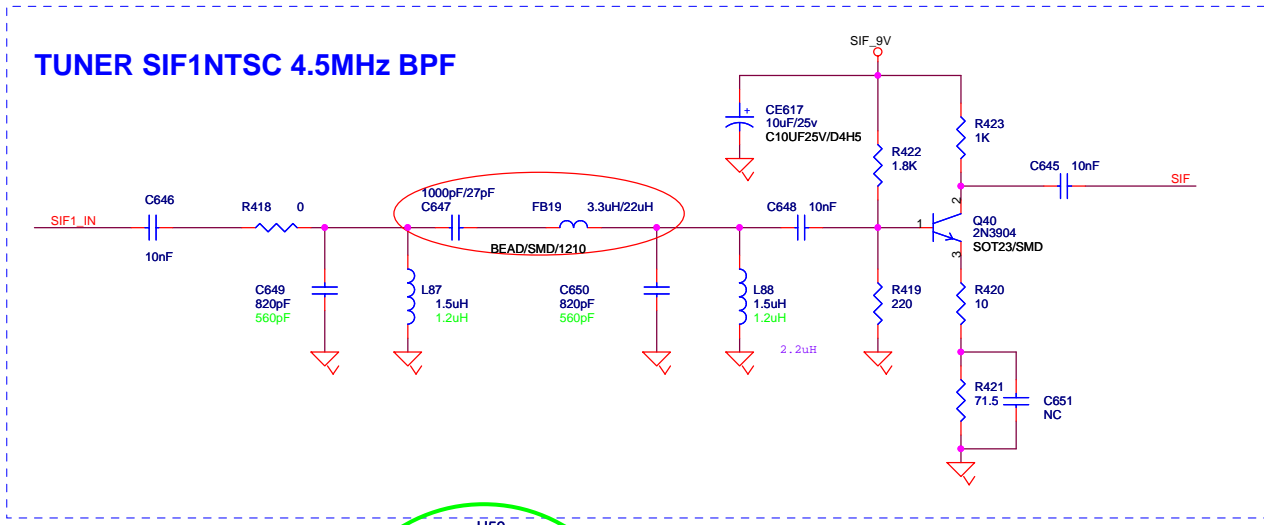 TUNER SIF1NTSC 4.5MHz BPF
SIF_9V
CE617
10uF/25v
C10UF25V/D4H5
R423
1K
R422
1.8K
C645
10nF
SIF
C646
10nF
SIF1_IN
R418
0
1000pF/27pF
C647
FB19
3.3uH/22uH
BEAD/SMD/1210
C648
10nF
1
2
3
Q40
2N3904
SOT23/SMD
C649
820pF
560pF
L87
1.5uH
1.2uH
C650
820pF
560pF
L88
1.5uH
1.2uH
2.2uH
R419
220
R420
10
R421
71.5
C651
NC